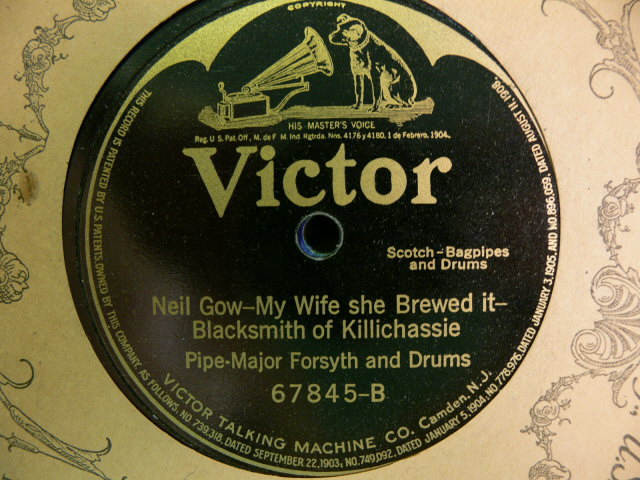 COPYRIGHT
HIS MASTER'S VOICE
Reg. U. S. Pat. Off., M. de F. M. Ind. Rgtrda. Nos. 4176 y 4180, 1 de Febrero, 1904.
Victor
Scotch-Bagpipes
and Drums
Neil Gow-My Wife she Brewed it-
Blacksmith of Killichassie
Pipe-Major Forsyth and Drums
67845-B
VICTOR TALKING MACHINE CO. Camden, N. J.
THIS RECORD IS PATENTED BY U.S. PATENTS, OWNED BY THIS COMPANY, AS FOLLOWS, NO. 739,318, DATED SEPTEMBER 22, 1903; NO. 749,092, DATED JANUARY 5, 1904; NO. 778,976, DATED JANUARY 3, 1905, AND NO. 896,059, DATED AUGUST 11, 1908.
U.S.